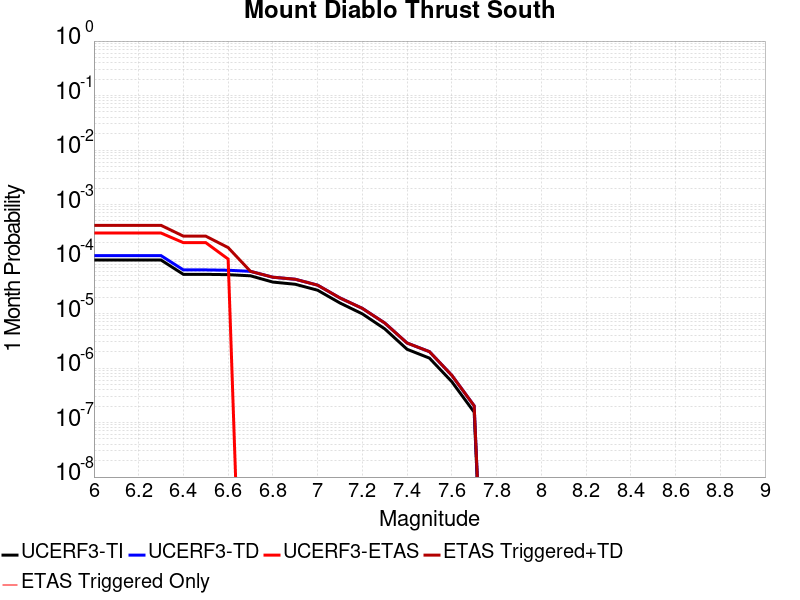 Mount Diablo Thrust South
10^0
10^-1
10^-2
10^-3
10^-4
10^-5
10^-6
10^-7
10^-8
1 Month Probability
6 6.2 6.4 6.6 6.8 7 7.2 7.4 7.6 7.8 8 8.2 8.4 8.6 8.8 9
Magnitude
UCERF3-TI UCERF3-TD UCERF3-ETAS ETAS Triggered+TD
ETAS Triggered Only